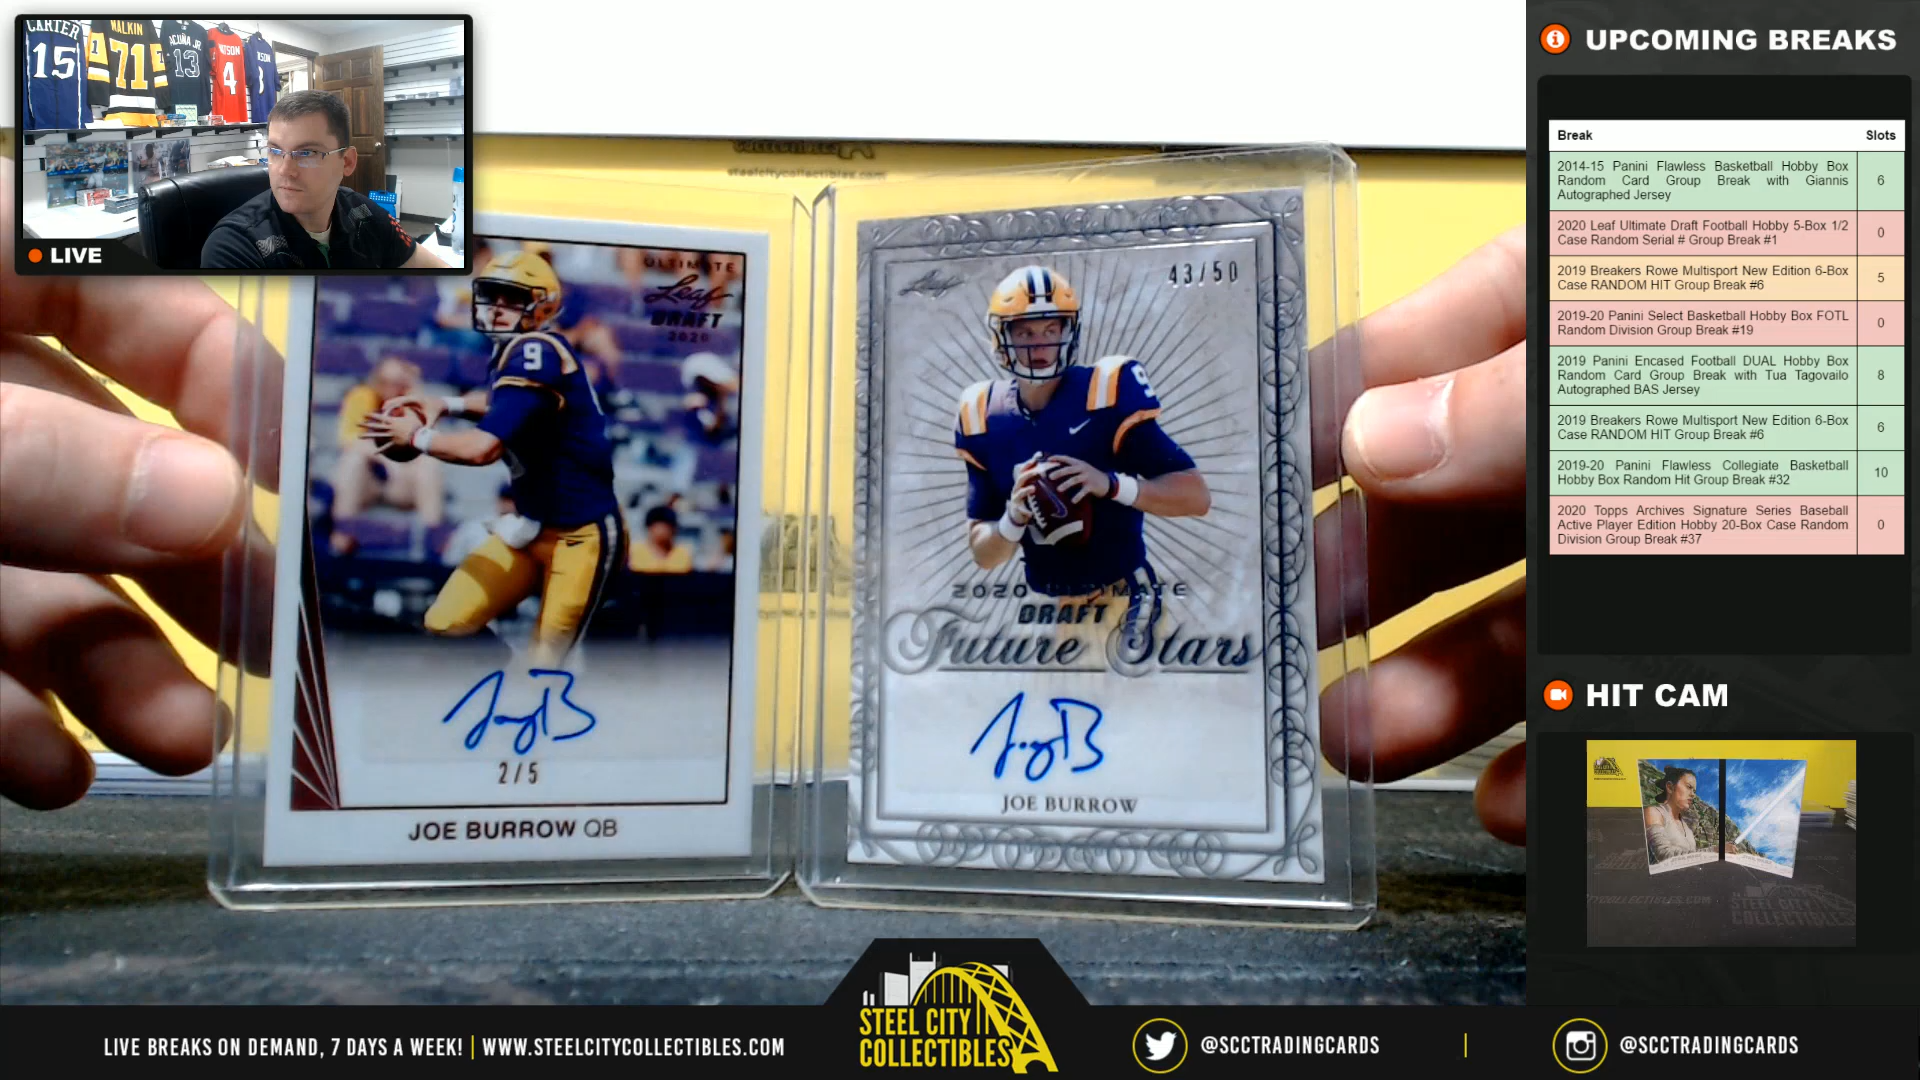 CARTER
15
MALKIN
71
ACUÑA JR
13
4
LIVE
steelcitycollectibles.com
ULTIMATE
Leaf
DRAFT
2020
9
2/5
JOE BURROW QB
Leaf
43/50
9
2020 ULTIMATE
DRAFT
Future Stars
JOE BURROW
UPCOMING BREAKS
Break Slots
2014-15 Panini Flawless Basketball Hobby Box
Random Card Group Break with Giannis 6
Autographed Jersey
2020 Leaf Ultimate Draft Football Hobby 5-Box 1/2
Case Random Serial # Group Break #1 0
2019 Breakers Rowe Multisport New Edition 6-Box
Case RANDOM HIT Group Break #6 5
2019-20 Panini Select Basketball Hobby Box FOTL
Random Division Group Break #19 0
2019 Panini Encased Football DUAL Hobby Box
Random Card Group Break with Tua Tagovailo 8
Autographed BAS Jersey
2019 Breakers Rowe Multisport New Edition 6-Box
Case RANDOM HIT Group Break #6 6
2019-20 Panini Flawless Collegiate Basketball
Hobby Box Random Hit Group Break #32 10
2020 Topps Archives Signature Series Baseball
Active Player Edition Hobby 20-Box Case Random 0
Division Group Break #37
HIT CAM
STEEL CITY
COLLECTIBLES
LIVE BREAKS ON DEMAND, 7 DAYS A WEEK! | WWW.STEELCITYCOLLECTIBLES.COM
STEEL CITY
COLLECTIBLES
@SCCTRADINGCARDS | @SCCTRADINGCARDS